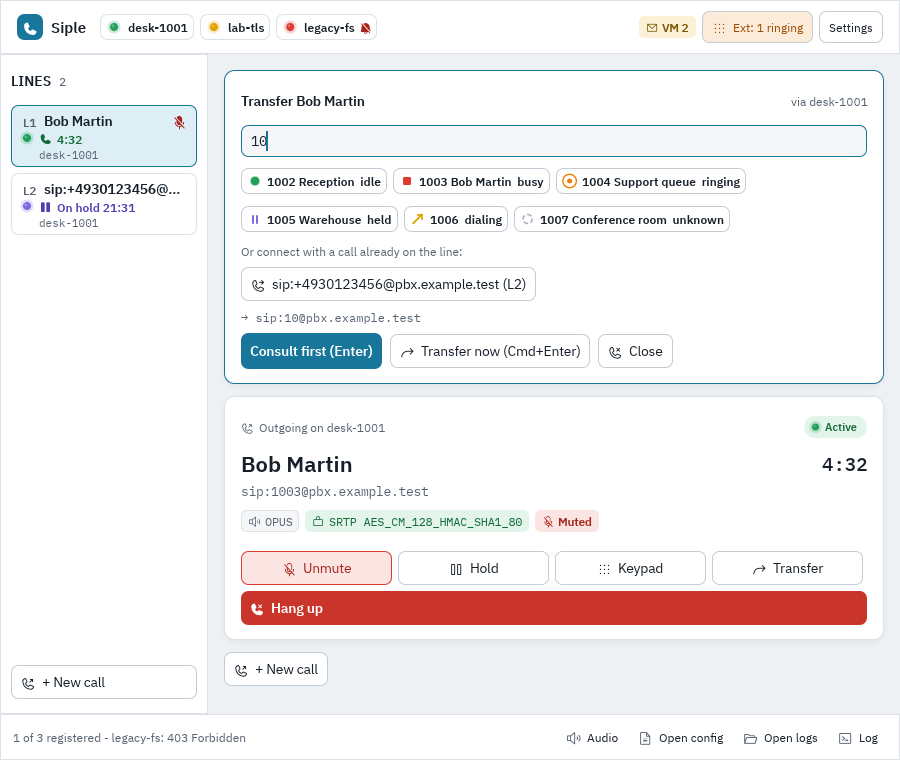 Siple desk-1001 lab-tls legacy-fs VM 2 Ext: 1 ringing Settings
LINES 2
L1 Bob Martin
4:32
desk-1001
L2 sip:+4930123456@...
On hold 21:31
desk-1001
+ New call
Transfer Bob Martin via desk-1001
10
1002 Reception idle 1003 Bob Martin busy 1004 Support queue ringing
1005 Warehouse held 1006 dialing 1007 Conference room unknown
Or connect with a call already on the line:
sip:+4930123456@pbx.example.test (L2)
→ sip:10@pbx.example.test
Consult first (Enter) Transfer now (Cmd+Enter) Close
Outgoing on desk-1001 Active
Bob Martin 4:32
sip:1003@pbx.example.test
OPUS SRTP AES_CM_128_HMAC_SHA1_80 Muted
Unmute Hold Keypad Transfer
Hang up
+ New call
1 of 3 registered - legacy-fs: 403 Forbidden Audio Open config Open logs Log